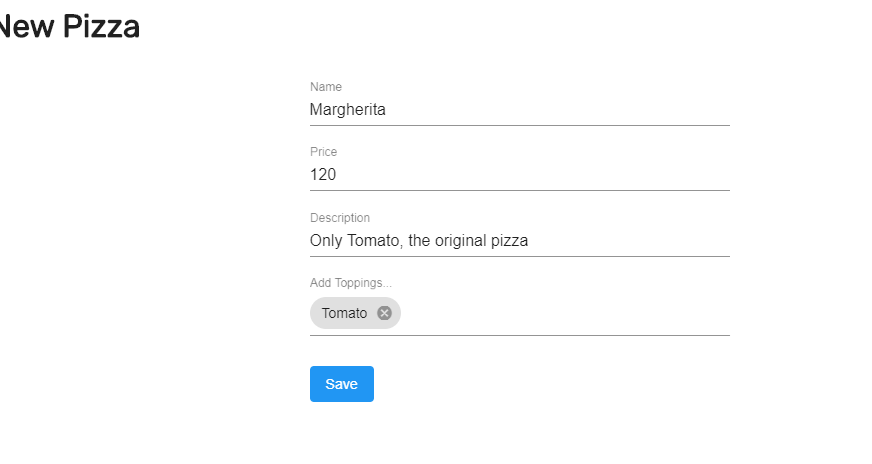 New Pizza
Name
Margherita
Price
120
Description
Only Tomato, the original pizza
Add Toppings...
Tomato
Save